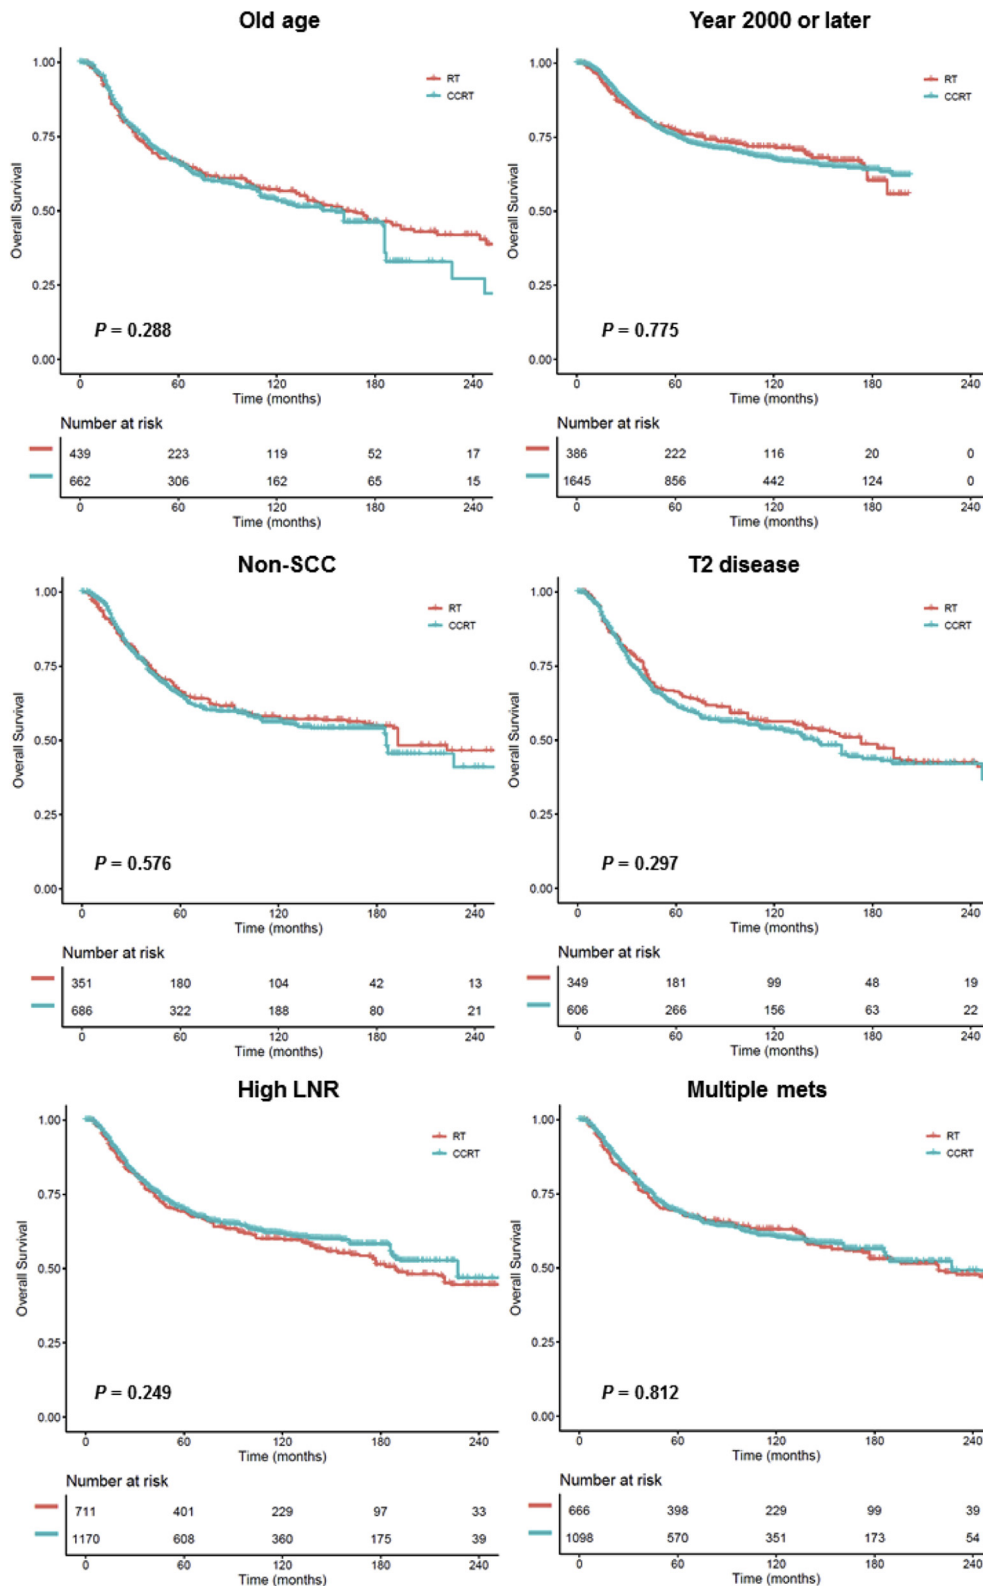 Old age
1.00
0.75
0.50
0.25
0.00
Overall Survival
RT
CCRT
P = 0.288
0 60 120 180 240
Time (months)
Number at risk
439 223 119 52 17
662 306 162 65 15
0 60 120 180 240
Time (months)
Year 2000 or later
1.00
0.75
0.50
0.25
0.00
Overall Survival
RT
CCRT
P = 0.775
0 60 120 180 240
Time (months)
Number at risk
386 222 116 20 0
1645 856 442 124 0
0 60 120 180 240
Time (months)
Non-SCC
1.00
0.75
0.50
0.25
0.00
Overall Survival
RT
CCRT
P = 0.576
0 60 120 180 240
Time (months)
Number at risk
351 180 104 42 13
686 322 188 80 21
0 60 120 180 240
Time (months)
T2 disease
1.00
0.75
0.50
0.25
0.00
Overall Survival
RT
CCRT
P = 0.297
0 60 120 180 240
Time (months)
Number at risk
349 181 99 48 19
606 266 156 63 22
0 60 120 180 240
Time (months)
High LNR
1.00
0.75
0.50
0.25
0.00
Overall Survival
RT
CCRT
P = 0.249
0 60 120 180 240
Time (months)
Number at risk
711 401 229 97 33
1170 608 360 175 39
0 60 120 180 240
Time (months)
Multiple mets
1.00
0.75
0.50
0.25
0.00
Overall Survival
RT
CCRT
P = 0.812
0 60 120 180 240
Time (months)
Number at risk
666 398 229 99 39
1098 570 351 173 54
0 60 120 180 240
Time (months)